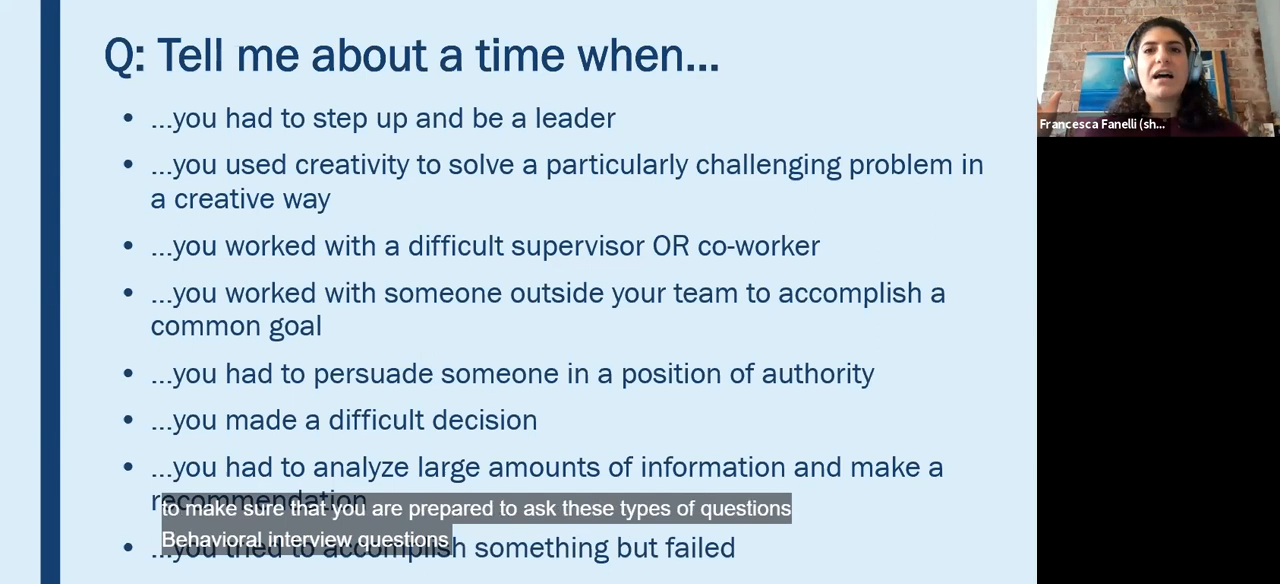 Q: Tell me about a time when...
• ...you had to step up and be a leader
• ...you used creativity to solve a particularly challenging problem in
a creative way
• ...you worked with a difficult supervisor OR co-worker
• ...you worked with someone outside your team to accomplish a
common goal
• ...you had to persuade someone in a position of authority
• ...you made a difficult decision
• ...you had to analyze large amounts of information and make a
recommendation
to make sure that you are prepared to ask these types of questions
Behavioral interview questions
• ...you tried to accomplish something but failed
Francesca Fanelli (sh...